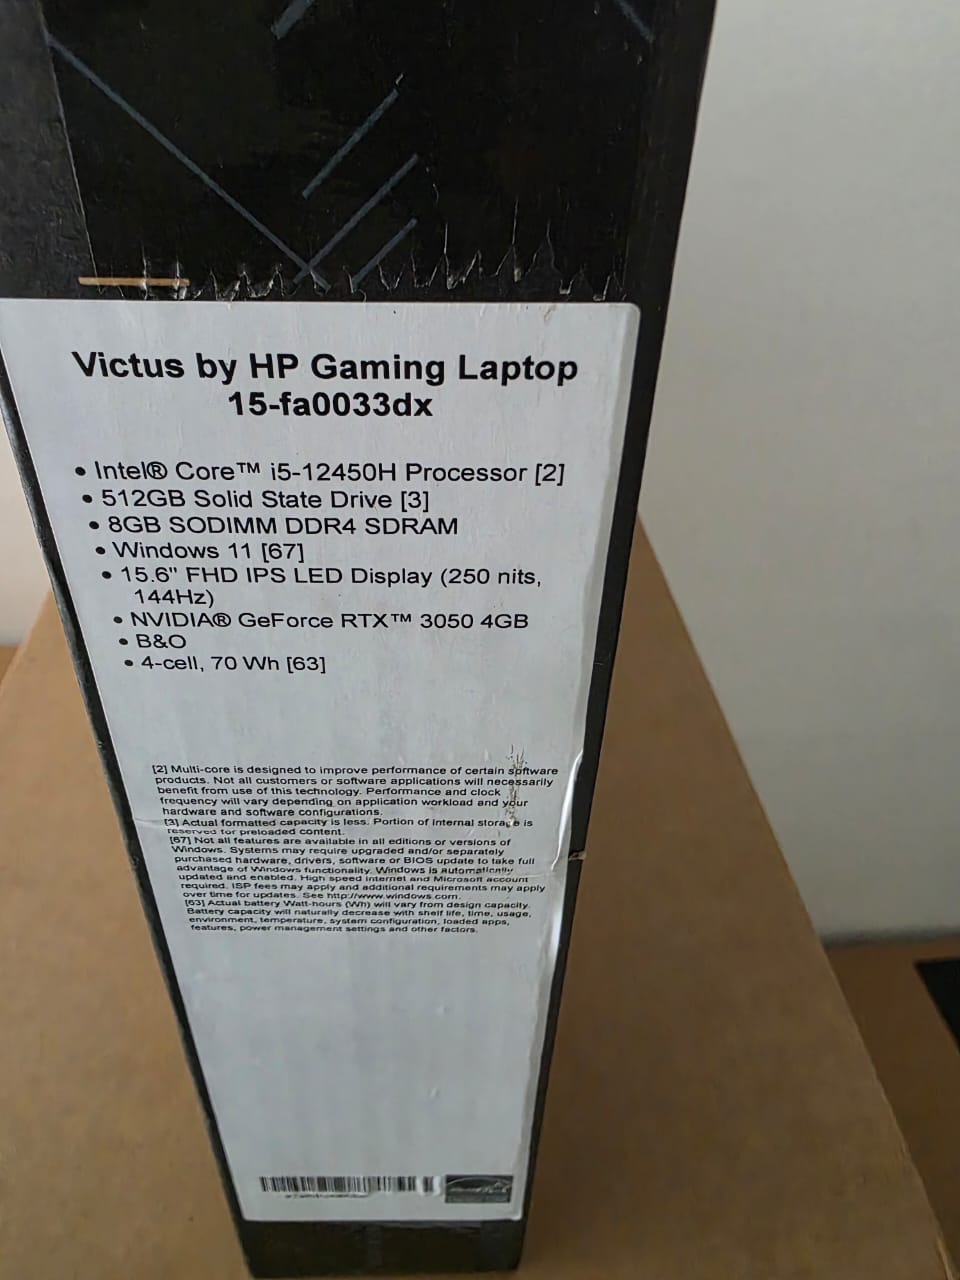 Victus by HP Gaming Laptop
15-fa0033dx
• Intel® Core™ i5-12450H Processor [2]
• 512GB Solid State Drive [3]
• 8GB SODIMM DDR4 SDRAM
• Windows 11 [67]
• 15.6" FHD IPS LED Display (250 nits,
144Hz)
• NVIDIA® GeForce RTX™ 3050 4GB
• B&O
• 4-cell, 70 Wh [63]
[2] Multi-core is designed to improve performance of certain software
products. Not all customers or software applications will necessarily
benefit from use of this technology. Performance and clock
frequency will vary depending on application workload and your
hardware and software configurations.
[3] Actual formatted capacity is less. Portion of internal storage is
reserved for preloaded content.
[67] Not all features are available in all editions or versions of
Windows. Systems may require upgraded and/or separately
purchased hardware, drivers, software or BIOS update to take full
advantage of Windows functionality. Windows is automatically
updated and enabled. High speed internet and Microsoft account
required. ISP fees may apply and additional requirements may apply
over time for updates. See http://www.windows.com.
[63] Actual battery Watt-hours (Wh) will vary from design capacity.
Battery capacity will naturally decrease with shelf life, time, usage,
environment, temperature, system configuration, loaded apps,
features, power management settings and other factors.